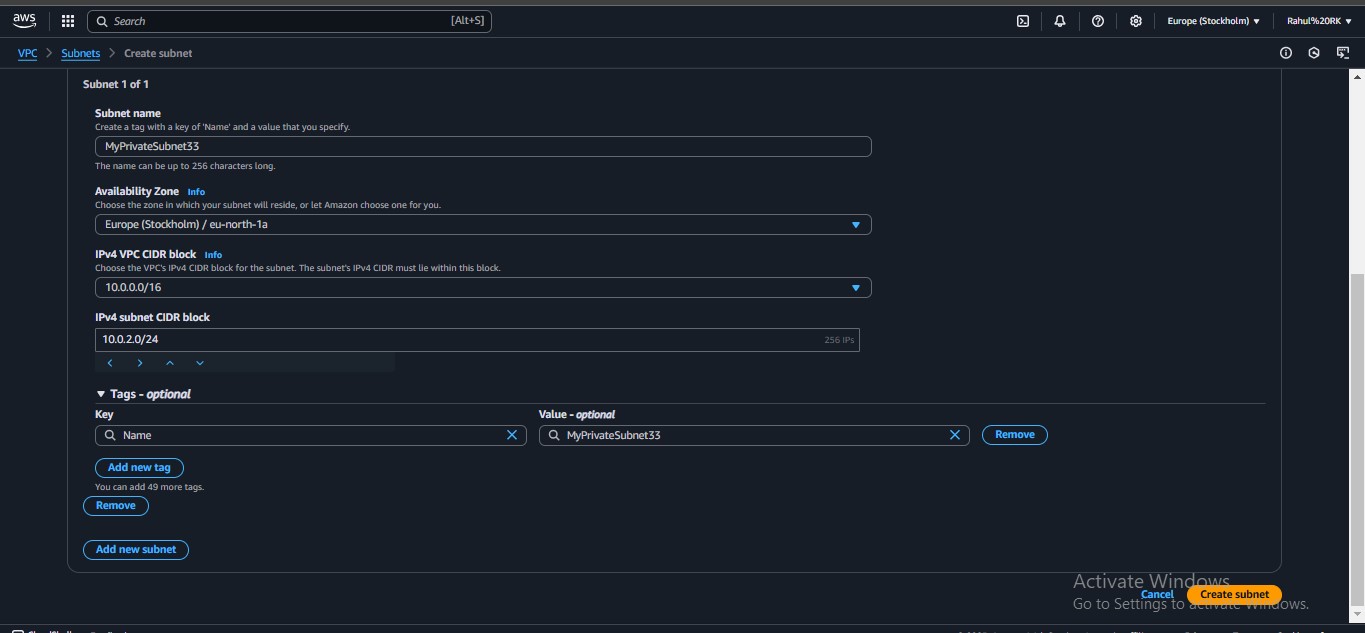 aws
Search [Alt+S] Europe (Stockholm) Rahul%20RK
VPC Subnets Create subnet
Subnet 1 of 1
Subnet name
Create a tag with a key of 'Name' and a value that you specify.
MyPrivateSubnet33
The name can be up to 256 characters long.
Availability Zone Info
Choose the zone in which your subnet will reside, or let Amazon choose one for you.
Europe (Stockholm) / eu-north-1a
IPv4 VPC CIDR block Info
Choose the VPC's IPv4 CIDR block for the subnet. The subnet's IPv4 CIDR must lie within this block.
10.0.0.0/16
IPv4 subnet CIDR block
10.0.2.0/24 256 IPs
Tags - optional
Key Value - optional
Name MyPrivateSubnet33 Remove
Add new tag
You can add 49 more tags.
Remove
Add new subnet
Activate Windows
Cancel Create subnet
Go to Settings to activate Windows.